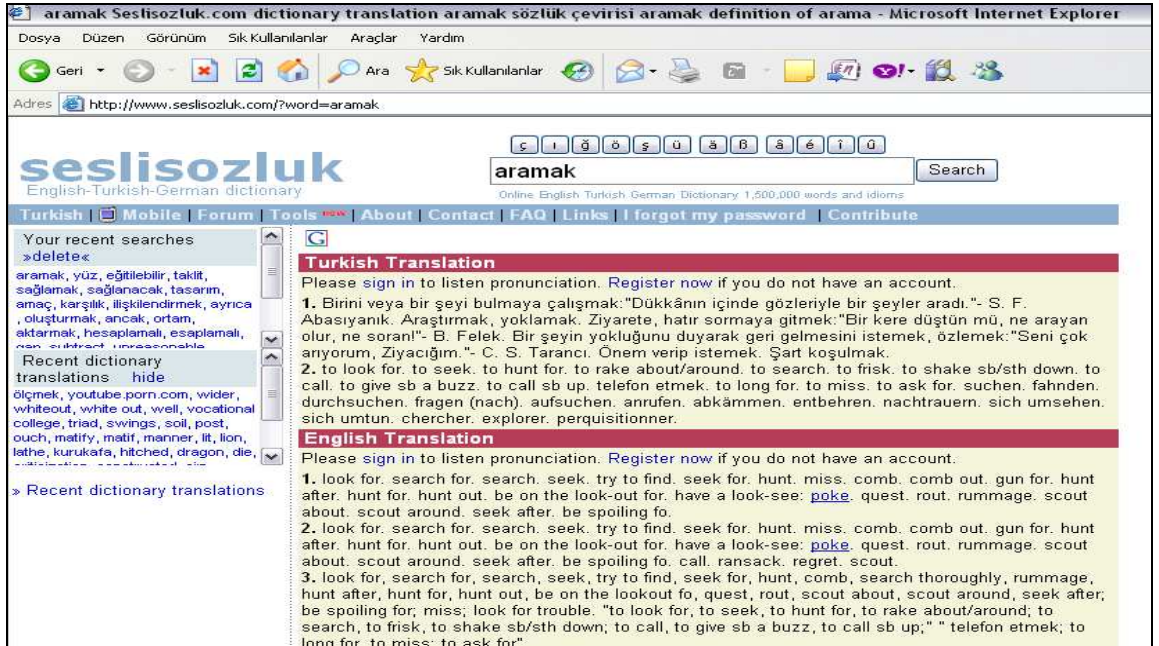 aramak Seslisozluk.com dictionary translation aramak sözlük çevirisi aramak definition of arama - Microsoft Internet Explorer
Dosya Düzen Görünüm Sık Kullanılanlar Araçlar Yardım
Geri Ara Sık Kullanılanlar
Adres http://www.seslisozluk.com/?word=aramak
ç ı ğ ö ş ü ä ß â é î û
seslisozluk
English-Turkish-German dictionary
aramak Search
Online English Turkish German Dictionary 1,500,000 words and idioms
Turkish | Mobile | Forum | Tools new | About | Contact | FAQ | Links | I forgot my password | Contribute
Your recent searches
»delete«
aramak, yüz, eğitilebilir, taklit,
sağlamak, sağlanacak, tasarım,
amaç, karşılık, ilişkilendirmek, ayrıca
, oluşturmak, ancak, ortam,
aktarmak, hesaplamalı, esaplamalı,
gan, subtract, unreasonable
Recent dictionary
translations hide
ölçmek, youtube.porn.com, wider,
whiteout, white out, well, vocational
college, triad, swings, soil, post,
ouch, matify, matif, manner, lit, lion,
lathe, kurukafa, hitched, dragon, die,
» Recent dictionary translations
G
Turkish Translation
Please sign in to listen pronunciation. Register now if you do not have an account.
1. Birini veya bir şeyi bulmaya çalışmak:"Dükkânın içinde gözleriyle bir şeyler aradı."- S. F.
Abasıyanık. Araştırmak, yoklamak. Ziyarete, hatır sormaya gitmek:"Bir kere düştün mü, ne arayan
olur, ne soran!"- B. Felek. Bir şeyin yokluğunu duyarak geri gelmesini istemek, özlemek:"Seni çok
arıyorum, Ziyacığım."- C. S. Tarancı. Önem verip istemek. Şart koşulmak.
2. to look for. to seek. to hunt for. to rake about/around. to search. to frisk. to shake sb/sth down. to
call. to give sb a buzz. to call sb up. telefon etmek. to long for. to miss. to ask for. suchen. fahnden.
durchsuchen. fragen (nach). aufsuchen. anrufen. abkämmen. entbehren. nachtrauern. sich umsehen.
sich umtun. chercher. explorer. perquisitionner.
English Translation
Please sign in to listen pronunciation. Register now if you do not have an account.
1. look for. search for. search. seek. try to find. seek for. hunt. miss. comb. comb out. gun for. hunt
after. hunt for. hunt out. be on the look-out for. have a look-see: poke. quest. rout. rummage. scout
about. scout around. seek after. be spoiling fo.
2. look for. search for. search. seek. try to find. seek for. hunt. miss. comb. comb out. gun for. hunt
after. hunt for. hunt out. be on the look-out for. have a look-see: poke. quest. rout. rummage. scout
about. scout around. seek after. be spoiling fo. call. ransack. regret. scout.
3. look for, search for, search, seek, try to find, seek for, hunt, comb, search thoroughly, rummage,
hunt after, hunt for, hunt out, be on the lookout fo, quest, rout, scout about, scout around, seek after;
be spoiling for; miss; look for trouble. "to look for, to seek, to hunt for, to rake about/around; to
search, to frisk, to shake sb/sth down; to call, to give sb a buzz, to call sb up;" " telefon etmek; to
long for, to miss; to ask for"